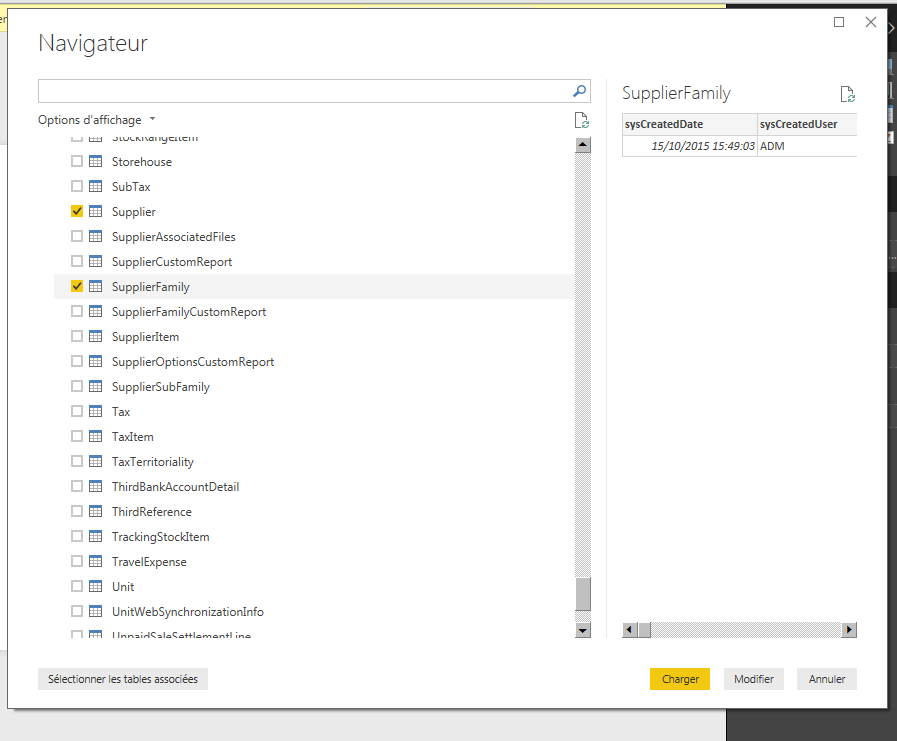 er
Navigateur
Options d'affichage
StockRangeItem
Storehouse
SubTax
Supplier
SupplierAssociatedFiles
SupplierCustomReport
SupplierFamily
SupplierFamilyCustomReport
SupplierItem
SupplierOptionsCustomReport
SupplierSubFamily
Tax
TaxItem
TaxTerritoriality
ThirdBankAccountDetail
ThirdReference
TrackingStockItem
TravelExpense
Unit
UnitWebSynchronizationInfo
UnpaidSaleSettlementLine
SupplierFamily
sysCreatedDate sysCreatedUser
15/10/2015 15:49:03 ADM
Sélectionner les tables associées
Charger
Modifier
Annuler